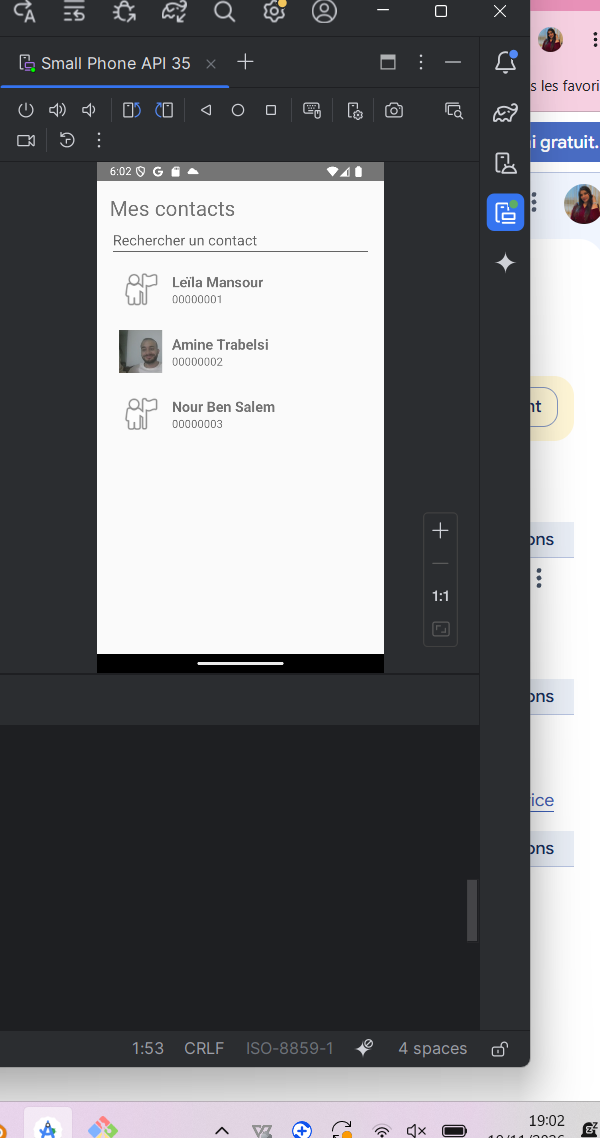 Small Phone API 35
s les favori
i gratuit.
6:02
Mes contacts
Rechercher un contact
Leïla Mansour
00000001
Amine Trabelsi
00000002
Nour Ben Salem
00000003
nt
ons
1:1
ons
ice
ons
1:53 CRLF ISO-8859-1 4 spaces
19:02